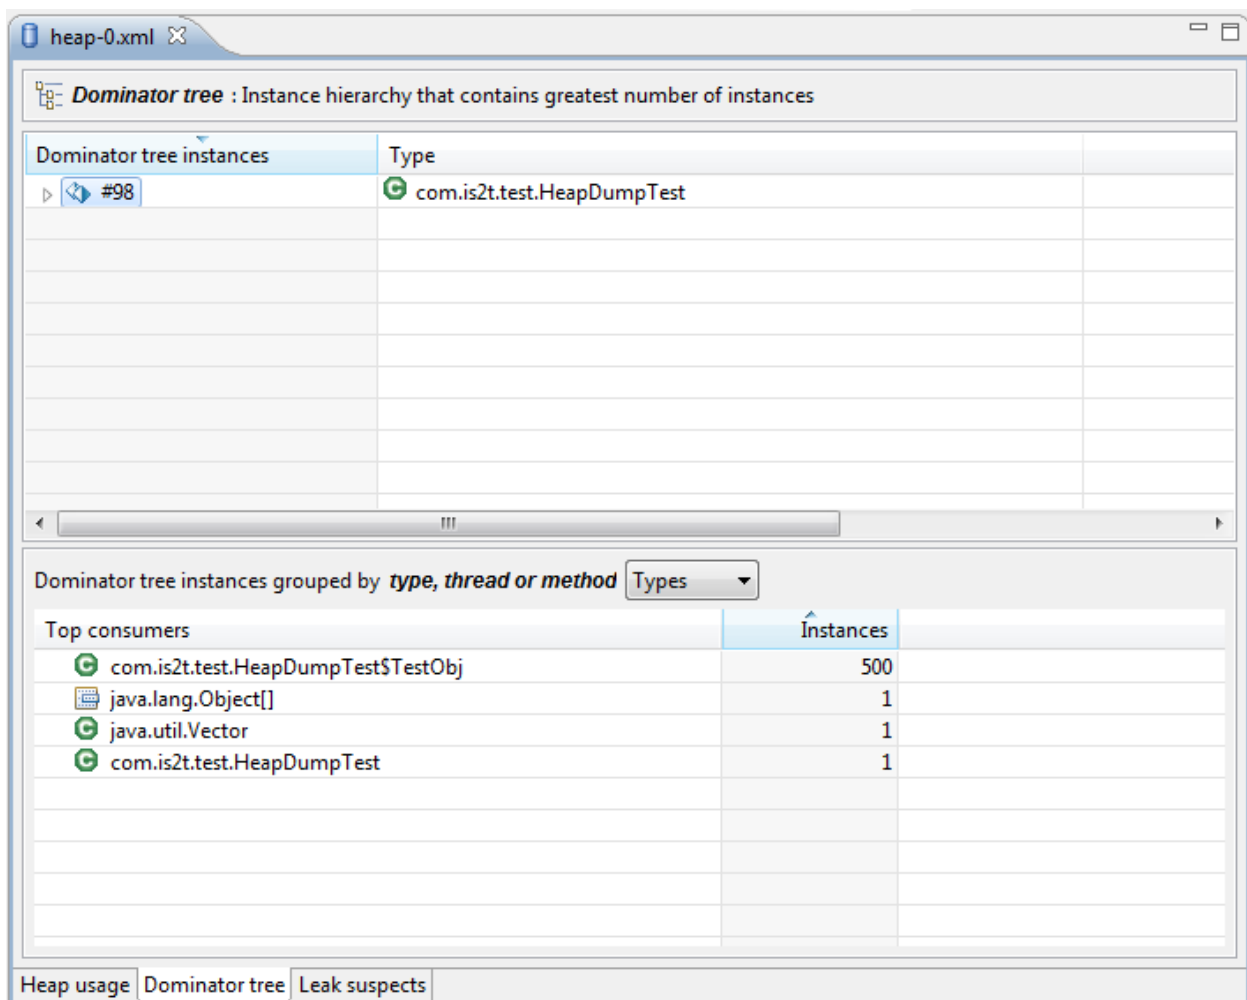 heap-0.xml
Dominator tree : Instance hierarchy that contains greatest number of instances
Dominator tree instances Type
#98 com.is2t.test.HeapDumpTest
Dominator tree instances grouped by type, thread or method Types
Top consumers Instances
com.is2t.test.HeapDumpTest$TestObj 500
java.lang.Object[] 1
java.util.Vector 1
com.is2t.test.HeapDumpTest 1
Heap usage Dominator tree Leak suspects